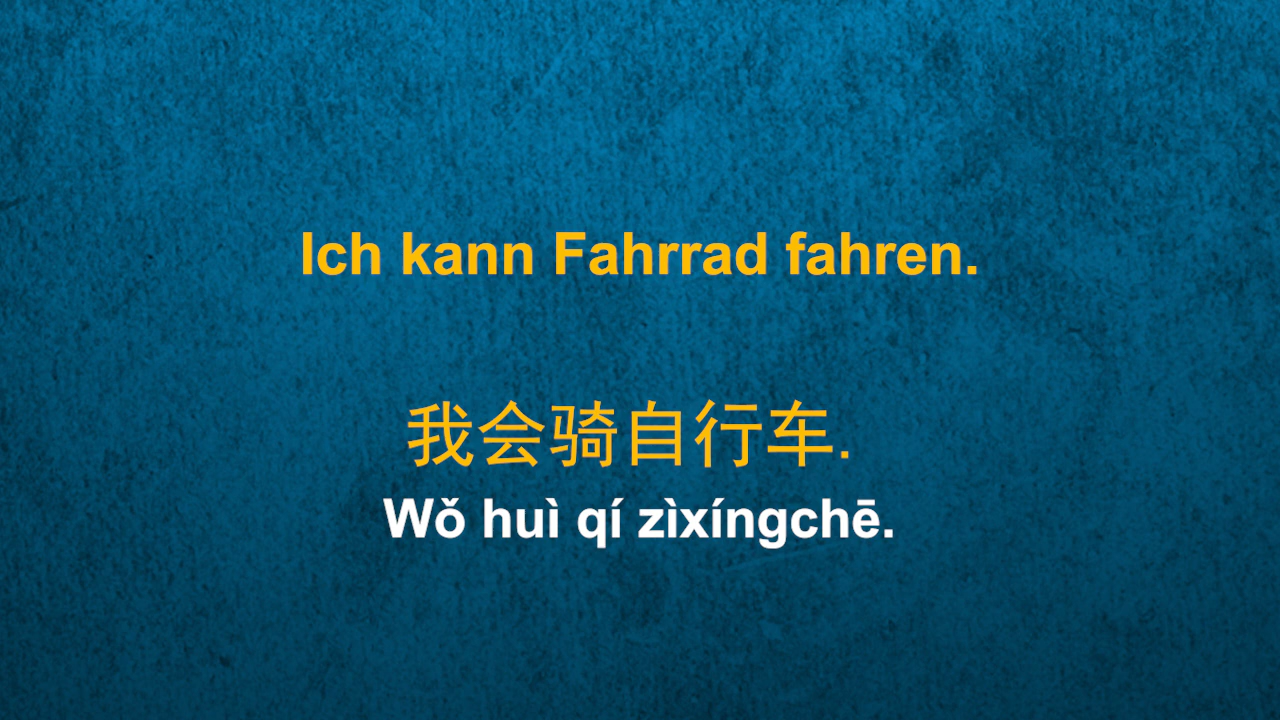 Ich kann Fahrrad fahren.
我会骑自行车.
Wǒ huì qí zìxíngchē.